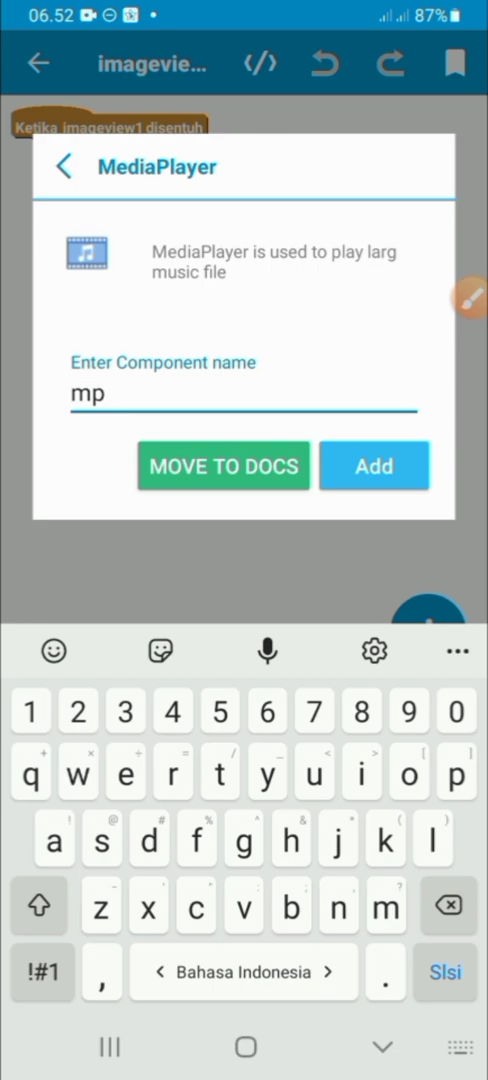 06.52 87%
imagevie...
Ketika imageview1 disentuh
MediaPlayer
MediaPlayer is used to play larg
music file
Enter Component name
mp
MOVE TO DOCS Add
1 2 3 4 5 6 7 8 9 0
q w e r t y u i o p
a s d f g h j k l
z x c v b n m
!#1 , < Bahasa Indonesia > . Slsi